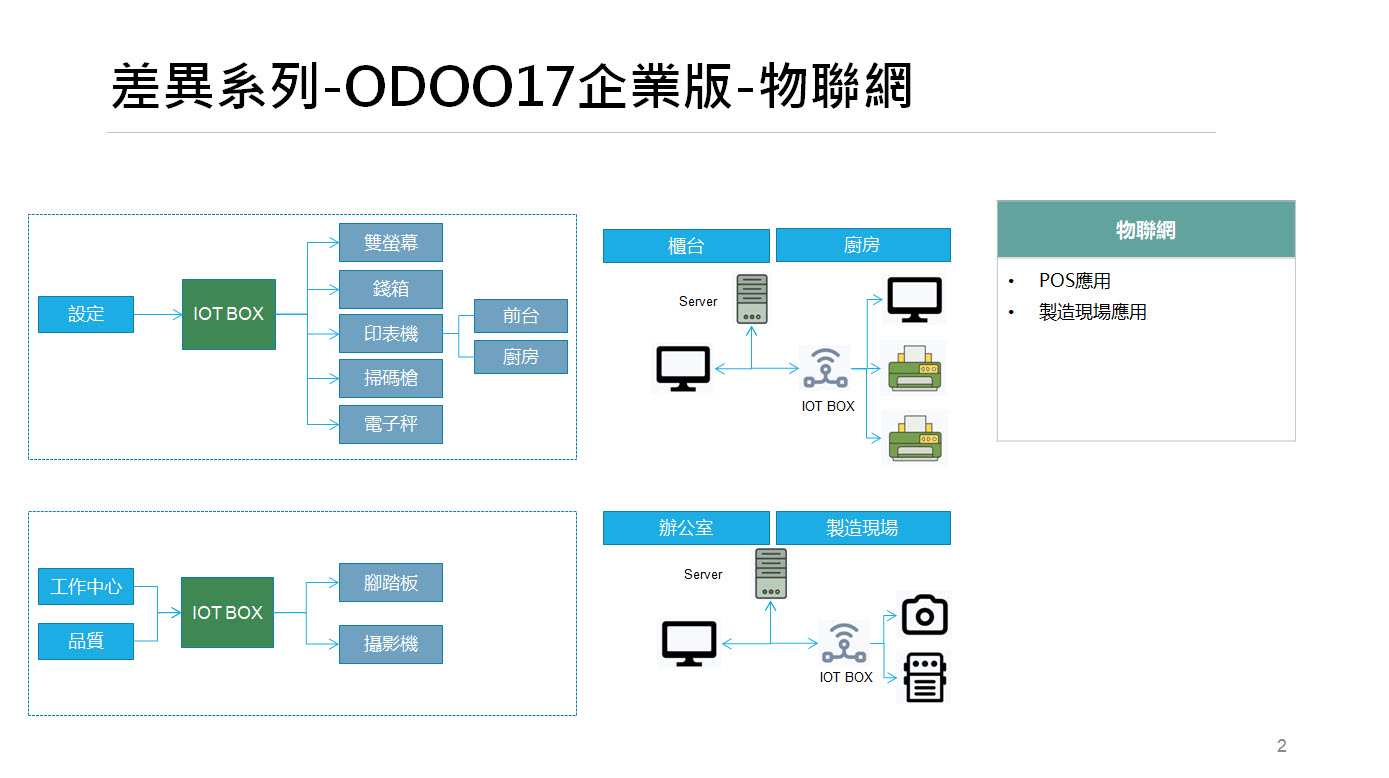 差異系列-ODOO17企業版-物聯網
設定
IOT BOX
雙螢幕
錢箱
印表機
掃碼槍
電子秤
前台
廚房
櫃台
廚房
Server
IOT BOX
物聯網
• POS應用
• 製造現場應用
工作中心
品質
IOT BOX
腳踏板
攝影機
辦公室
製造現場
Server
IOT BOX
2